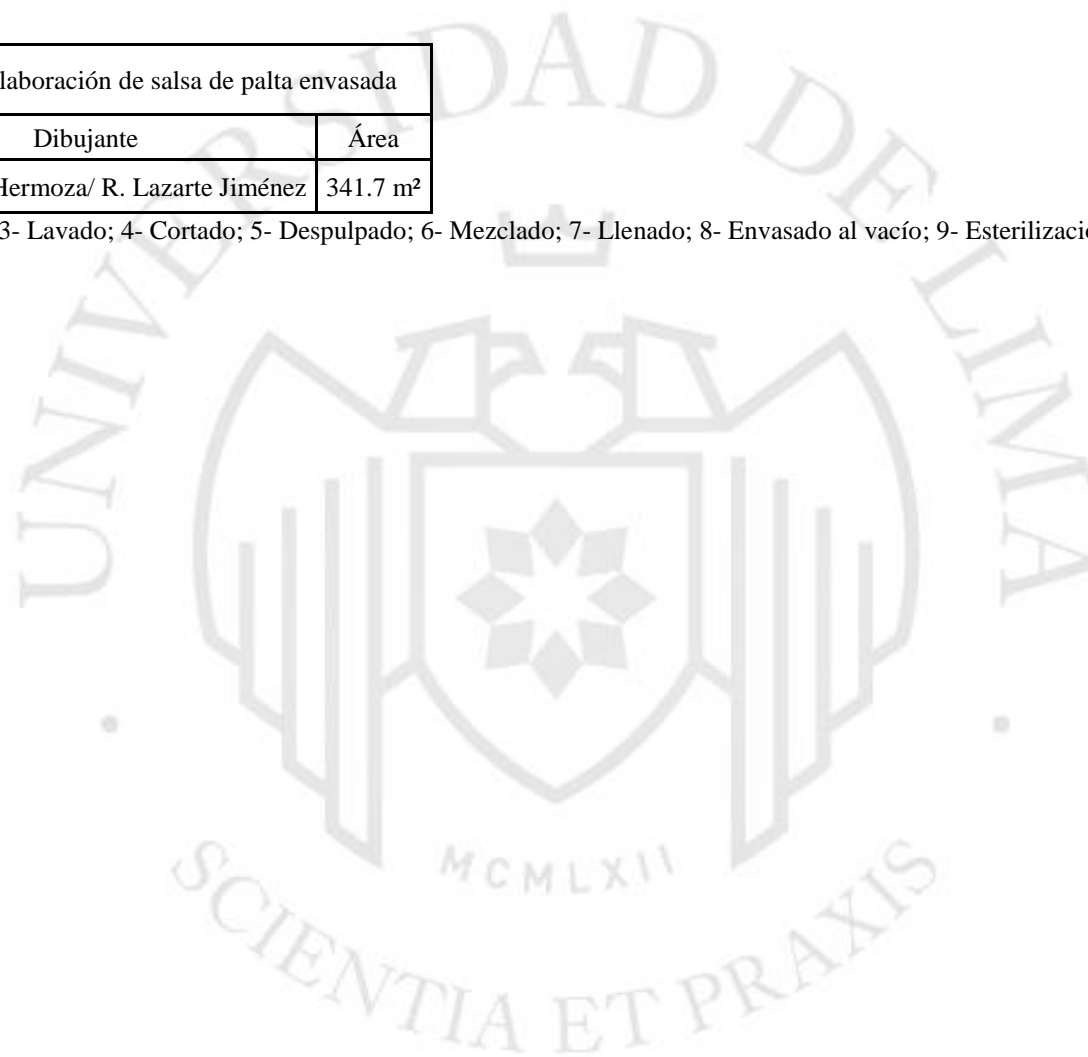 laboración de salsa de palta envasada
Dibujante Área
Hermoza/ R. Lazarte Jiménez 341.7 m²
3- Lavado; 4- Cortado; 5- Despulpado; 6- Mezclado; 7- Llenado; 8- Envasado al vacío; 9- Esterilizació
UNIVERSIDAD DE LIMA
MCMLXII
SCIENTIA ET PRAXIS